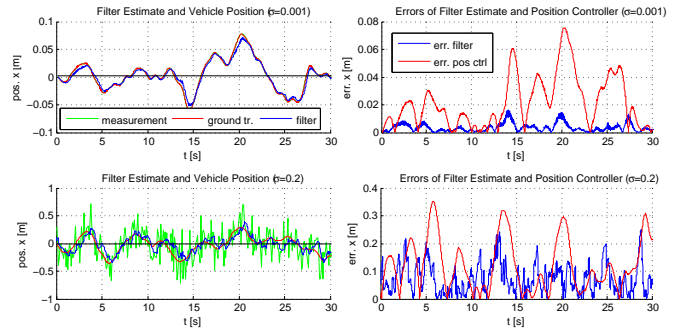 Filter Estimate and Vehicle Position (σ=0.001)
0.1
0.05
0
−0.05
−0.1
pos. x [m]
measurement
ground tr.
filter
0 5 10 15 20 25 30
t [s]
Errors of Filter Estimate and Position Controller (σ=0.001)
0.08
0.06
0.04
0.02
0
err. x [m]
err. filter
err. pos ctrl
0 5 10 15 20 25 30
t [s]
Filter Estimate and Vehicle Position (σ=0.2)
1
0.5
0
−0.5
−1
pos. x [m]
0 5 10 15 20 25 30
t [s]
Errors of Filter Estimate and Position Controller (σ=0.2)
0.4
0.3
0.2
0.1
0
err. x [m]
0 5 10 15 20 25 30
t [s]